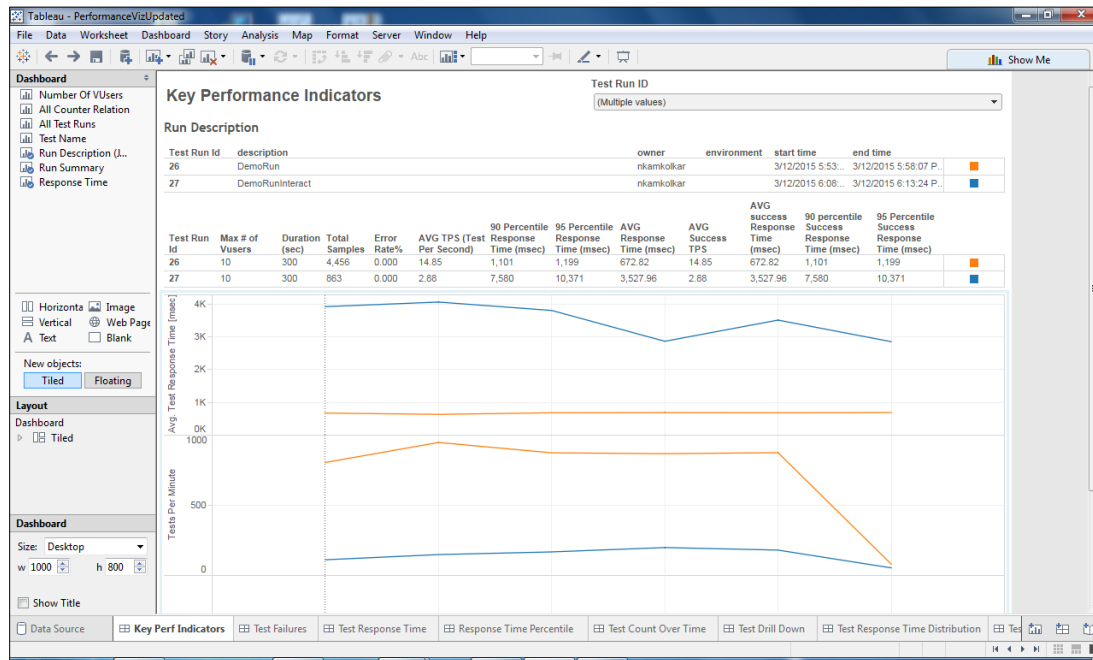 Tableau - PerformanceVizUpdated
File Data Worksheet Dashboard Story Analysis Map Format Server Window Help
Abc
Show Me
Dashboard
Number Of VUsers
All Counter Relation
All Test Runs
Test Name
Run Description (J...
Run Summary
Response Time
Horizonta Image
Vertical Web Page
A Text Blank
New objects:
Tiled Floating
Layout
Dashboard
Tiled
Dashboard
Size: Desktop
w 1000 h 800
Show Title
Key Performance Indicators
Test Run ID
(Multiple values)
Run Description
Test Run Id description owner environment start time end time
26 DemoRun nkamkolkar 3/12/2015 5:53:.. 3/12/2015 5:58:07 P..
27 DemoRunInteract nkamkolkar 3/12/2015 6:08:.. 3/12/2015 6:13:24 P..
Test Run Id Max # of Vusers Duration (sec) Total Samples Error Rate% AVG TPS (Test Per Second) 90 Percentile Response Time (msec) 95 Percentile Response Time (msec) AVG Response Time (msec) AVG Success TPS AVG success Response Time (msec) 90 percentile Success Response Time (msec) 95 Percentile Success Response Time (msec)
26 10 300 4,456 0.000 14.85 1,101 1,199 672.82 14.85 672.82 1,101 1,199
27 10 300 863 0.000 2.88 7,580 10,371 3,527.96 2.88 3,527.96 7,580 10,371
Avg. Test Response Time [msec]
4K
3K
2K
1K
0K
Tests Per Minute
1000
500
0
Data Source Key Perf Indicators Test Failures Test Response Time Response Time Percentile Test Count Over Time Test Drill Down Test Response Time Distribution Tes